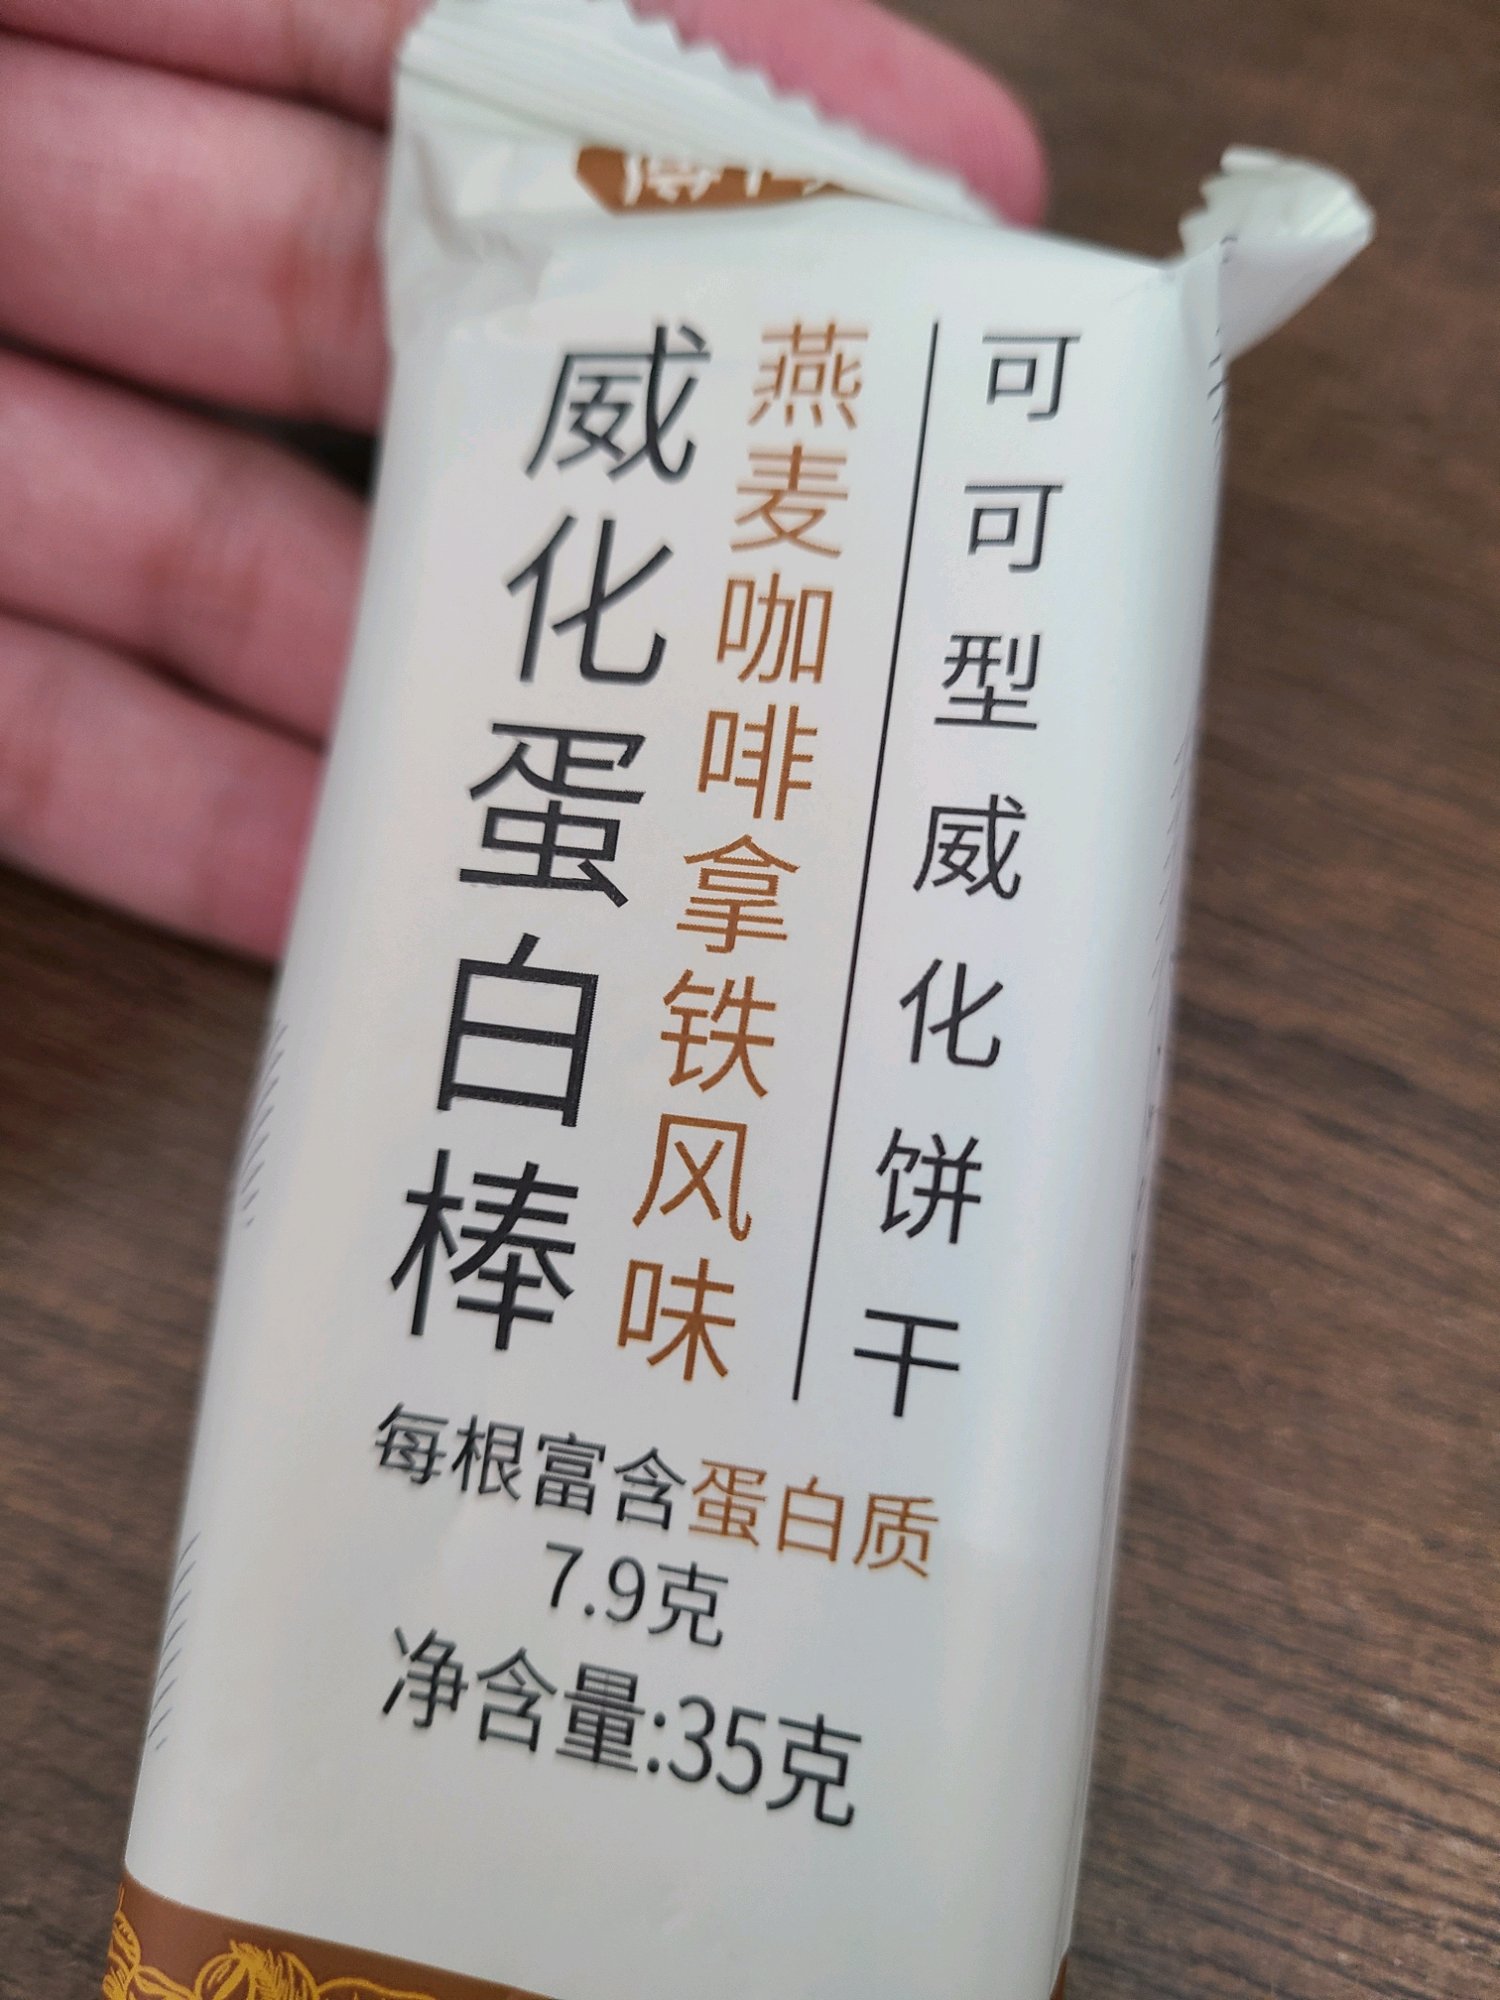 可可型威化饼干
燕麦咖啡拿铁风味
威化蛋白棒
每根富含蛋白质
7.9克
净含量:35克